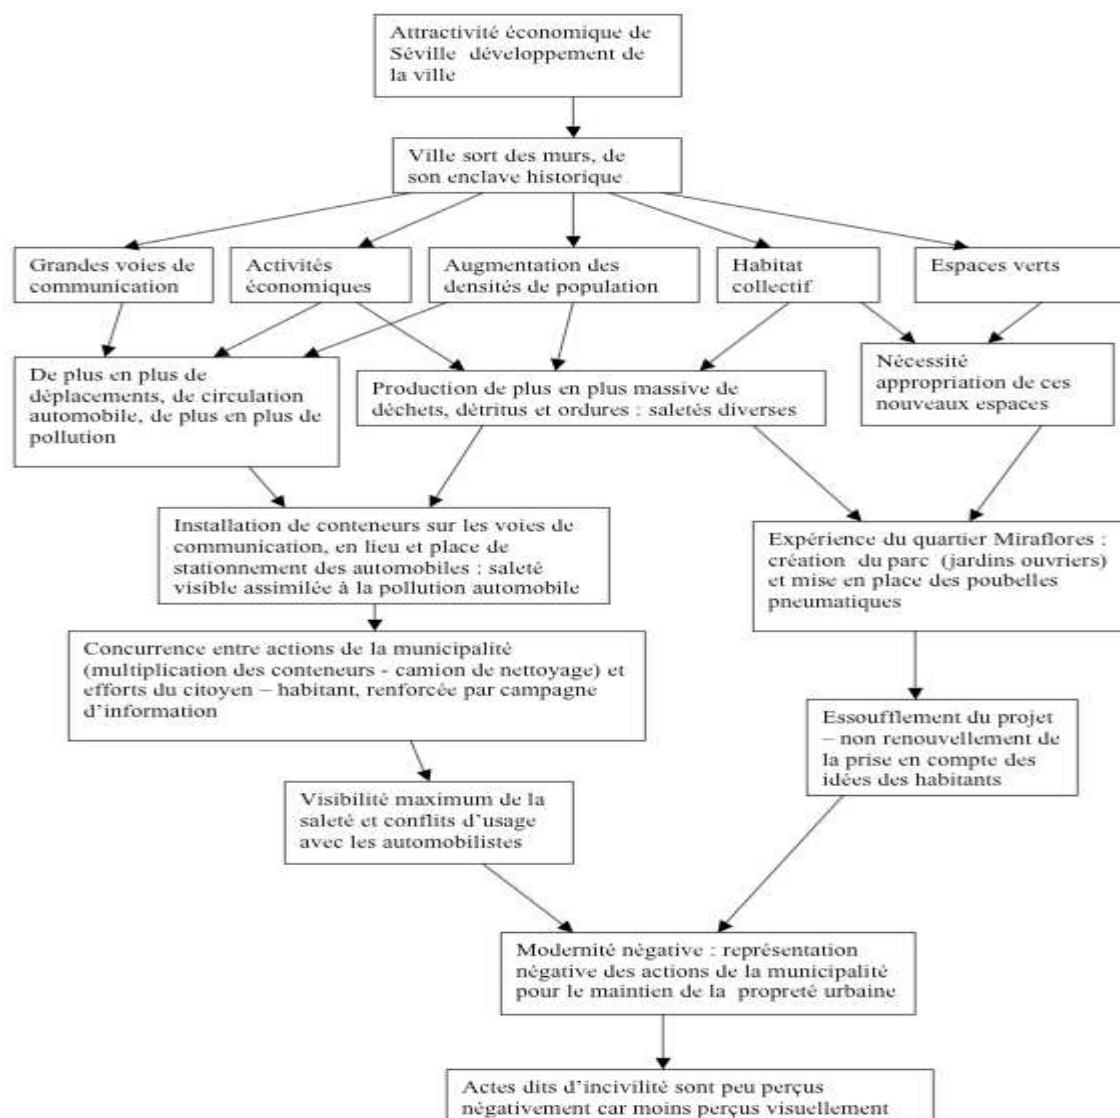 Attractivité économique de
Séville développement de
la ville
Ville sort des murs, de
son enclave historique
Grandes voies de
communication
Activités
économiques
Augmentation des
densités de population
Habitat
collectif
Espaces verts
De plus en plus de
déplacements, de circulation
automobile, de plus en plus de
pollution
Production de plus en plus massive de
déchets, détritus et ordures : saletés diverses
Nécessité
appropriation de ces
nouveaux espaces
Installation de conteneurs sur les voies de
communication, en lieu et place de
stationnement des automobiles : saleté
visible assimilée à la pollution automobile
Expérience du quartier Miraflores :
création du parc (jardins ouvriers)
et mise en place des poubelles
pneumatiques
Concurrence entre actions de la municipalité
(multiplication des conteneurs - camion de nettoyage) et
efforts du citoyen – habitant, renforcée par campagne
d’information
Essoufflement du projet
– non renouvellement de
la prise en compte des
idées des habitants
Visibilité maximum de la
saleté et conflits d’usage
avec les automobilistes
Modernité négative : représentation
négative des actions de la municipalité
pour le maintien de la propreté urbaine
Actes dits d’incivilité sont peu perçus
négativement car moins perçus visuellement